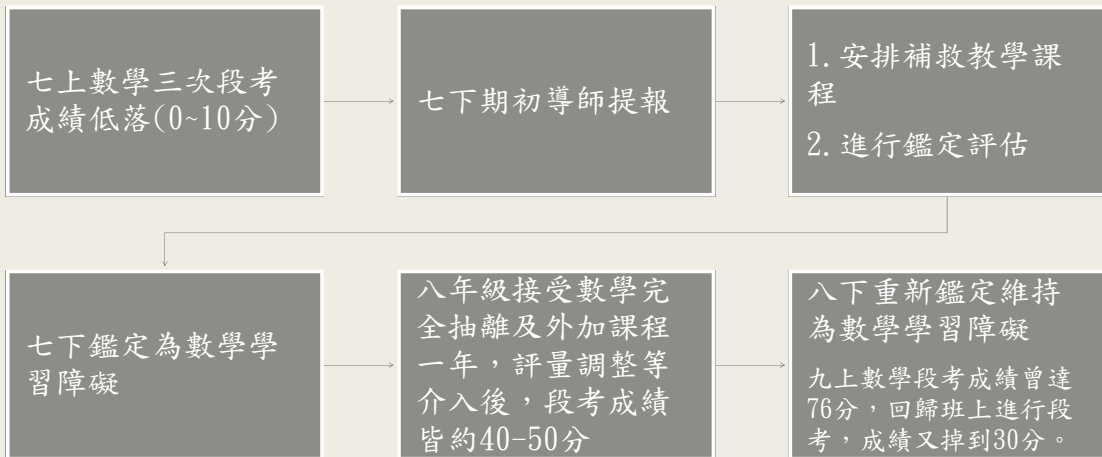 七上數學三次段考
成績低落(0~10分)
七下期初導師提報
1. 安排補救教學課
程
2. 進行鑑定評估
七下鑑定為數學學
習障礙
八年級接受數學完
全抽離及外加課程
一年，評量調整等
介入後，段考成績
皆約40-50分
八下重新鑑定維持
為數學學習障礙
九上數學段考成績曾達
76分，回歸班上進行段
考，成績又掉到30分。